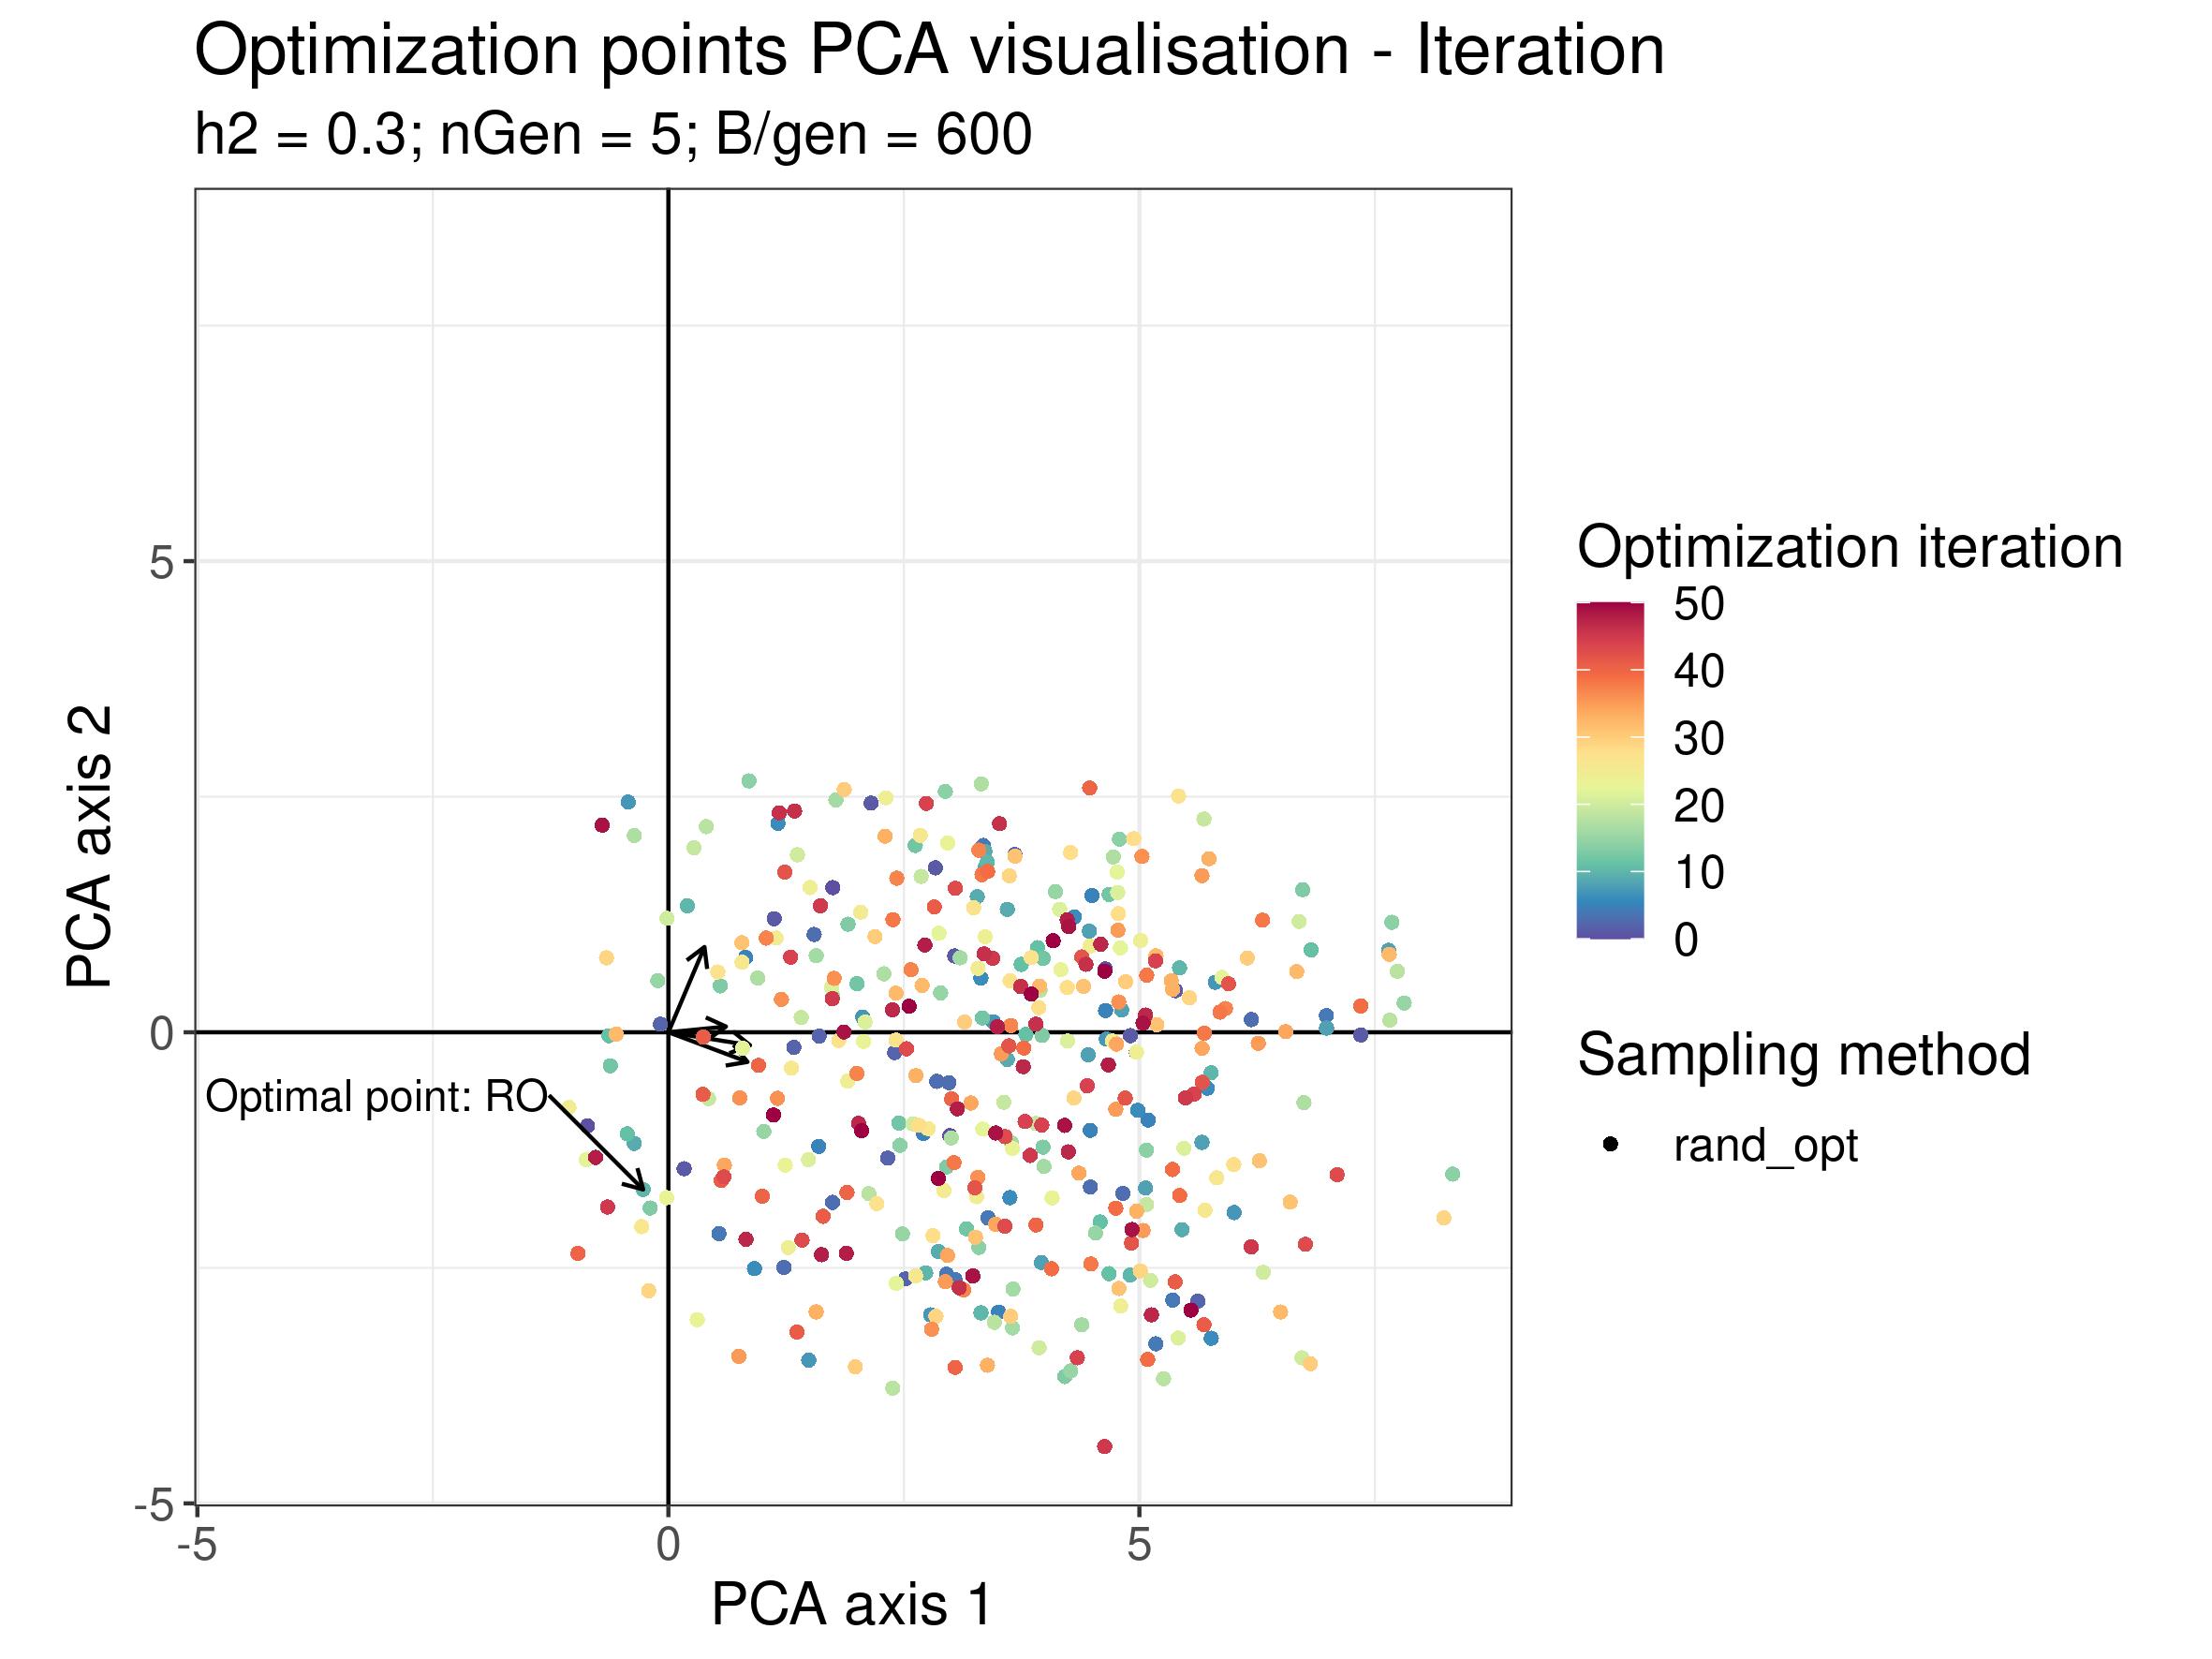 Optimization points PCA visualisation - Iteration
h2 = 0.3; nGen = 5; B/gen = 600
PCA axis 2
5
0
-5
Optimal point: RO
-5
0
5
PCA axis 1
Optimization iteration
50
40
30
20
10
0
Sampling method
rand_opt